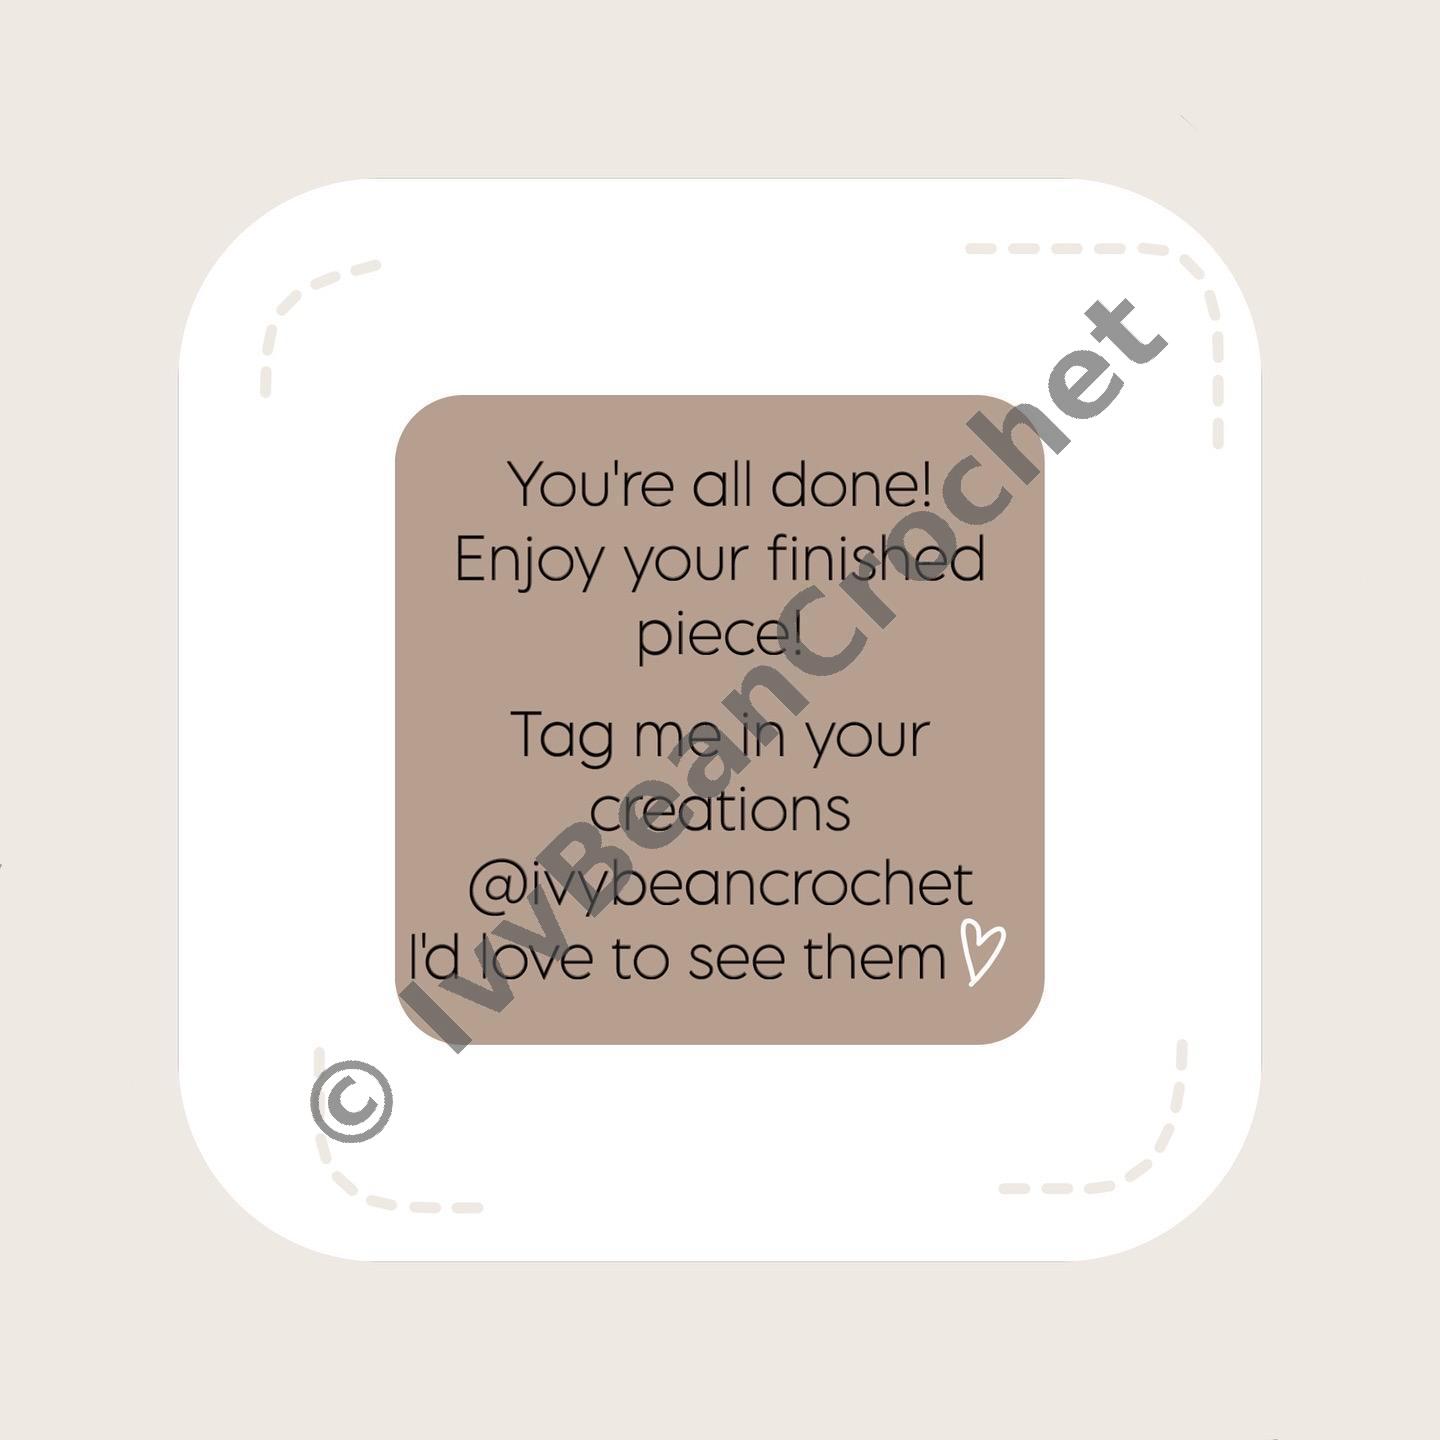 You're all done!
Enjoy your finished
piece!
Tag me in your
creations
@ivybeancrochet
I'd love to see them
© IvyBeanCrochet